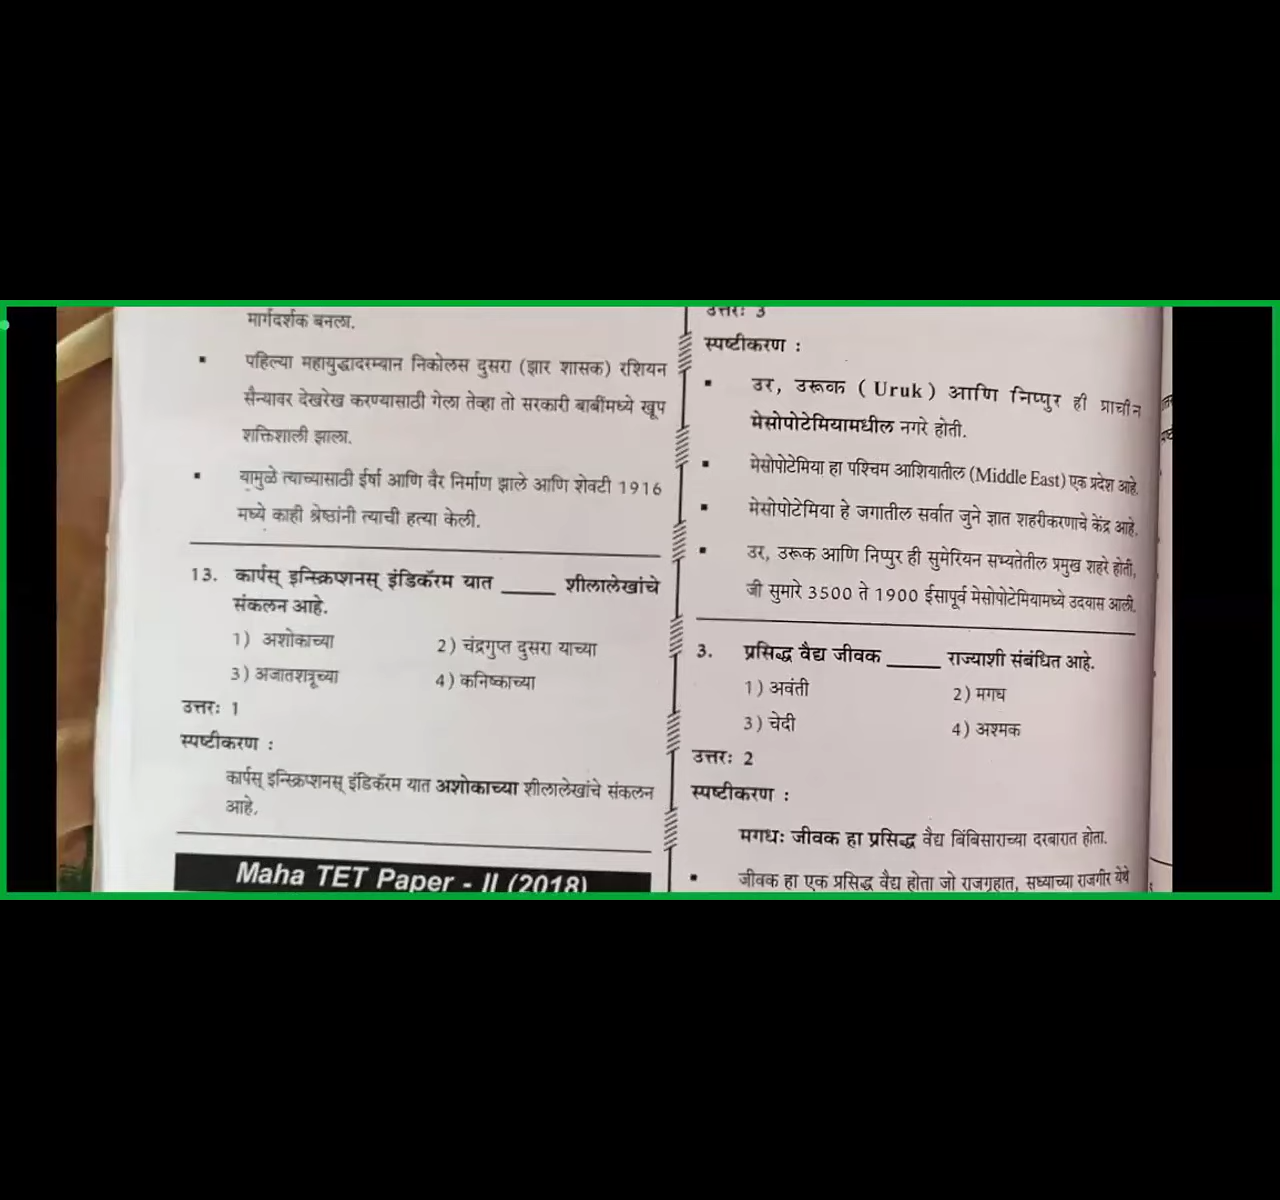 मार्गदर्शक बनला.
▪ पहिल्या महायुद्धादरम्यान निकोलस दुसरा (झार शासक) रशियन
सैन्यावर देखरेख करण्यासाठी गेला तेव्हा तो सरकारी बाबींमध्ये खूप
शक्तिशाली झाला.
▪ यामुळे त्याच्यासाठी ईर्षा आणि वैर निर्माण झाले आणि शेवटी 1916
मध्ये काही श्रेष्ठांनी त्याची हत्या केली.
13. कार्पस् इन्स्क्रिप्शनस् इंडिकॅरम यात _____ शीलालेखांचे
संकलन आहे.
1) अशोकाच्या 2) चंद्रगुप्त दुसरा याच्या
3) अजातशत्रूच्या 4) कनिष्काच्या
उत्तरः 1
स्पष्टीकरण :
कार्पस् इन्स्क्रिप्शनस् इंडिकॅरम यात अशोकाच्या शीलालेखांचे संकलन
आहे.
Maha TET Paper - II (2018)
उत्तरः 3
स्पष्टीकरण :
▪ उर, उरूक (Uruk) आणि निप्पुर ही प्राचीन
मेसोपोटेमियामधील नगरे होती.
▪ मेसोपोटेमिया हा पश्चिम आशियातील (Middle East) एक प्रदेश आहे.
▪ मेसोपोटेमिया हे जगातील सर्वात जुने ज्ञात शहरीकरणाचे केंद्र आहे.
▪ उर, उरूक आणि निप्पुर ही सुमेरियन सभ्यतेतील प्रमुख शहरे होती,
जी सुमारे 3500 ते 1900 ईसापूर्व मेसोपोटेमियामध्ये उदयास आली.
3. प्रसिद्ध वैद्य जीवक _____ राज्याशी संबंधित आहे.
1) अवंती 2) मगध
3) चेदी 4) अश्मक
उत्तरः 2
स्पष्टीकरण :
मगधः जीवक हा प्रसिद्ध वैद्य बिंबिसाराच्या दरबारात होता.
▪ जीवक हा एक प्रसिद्ध वैद्य होता जो राजगृहात, सध्याच्या राजगीर येथे